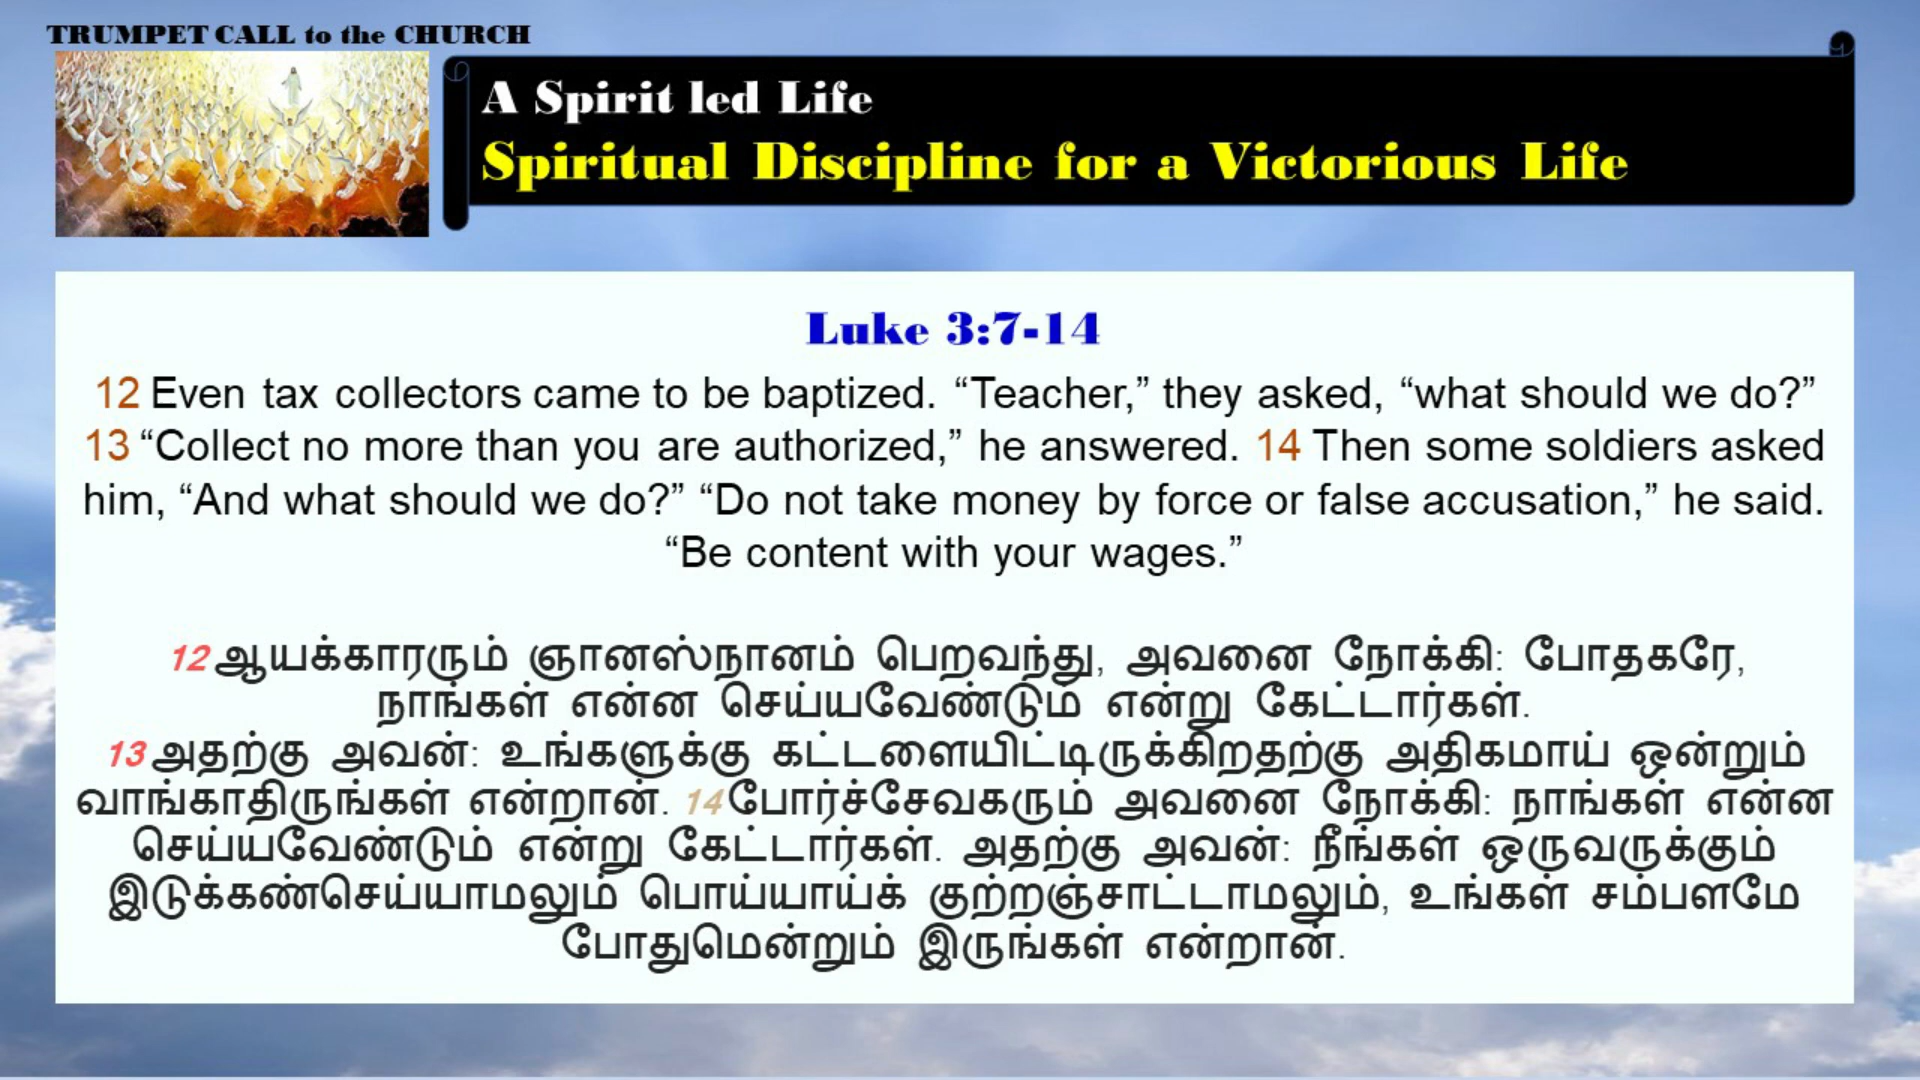 TRUMPET CALL to the CHURCH
A Spirit led Life
Spiritual Discipline for a Victorious Life
Luke 3:7-14
12 Even tax collectors came to be baptized. “Teacher,” they asked, “what should we do?”
13 “Collect no more than you are authorized,” he answered. 14 Then some soldiers asked
him, “And what should we do?” “Do not take money by force or false accusation,” he said.
“Be content with your wages.”
12 ஆயக்காரரும் ஞானஸ்நானம் பெறவந்து, அவனை நோக்கி: போதகரே,
நாங்கள் என்ன செய்யவேண்டும் என்று கேட்டார்கள்.
13 அதற்கு அவன்: உங்களுக்கு கட்டளையிட்டிருக்கிறதற்கு அதிகமாய் ஒன்றும்
வாங்காதிருங்கள் என்றான். 14 போர்ச்சேவகரும் அவனை நோக்கி: நாங்கள் என்ன
செய்யவேண்டும் என்று கேட்டார்கள். அதற்கு அவன்: நீங்கள் ஒருவருக்கும்
இடுக்கண்செய்யாமலும் பொய்யாய்க் குற்றஞ்சாட்டாமலும், உங்கள் சம்பளமே
போதுமென்றும் இருங்கள் என்றான்.